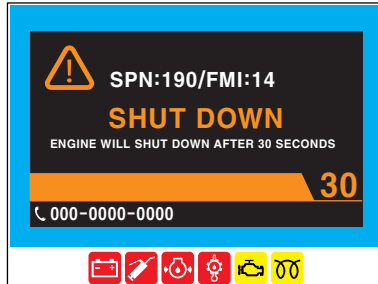 SPN:190/FMI:14
SHUT DOWN
ENGINE WILL SHUT DOWN AFTER 30 SECONDS
30
000-0000-0000